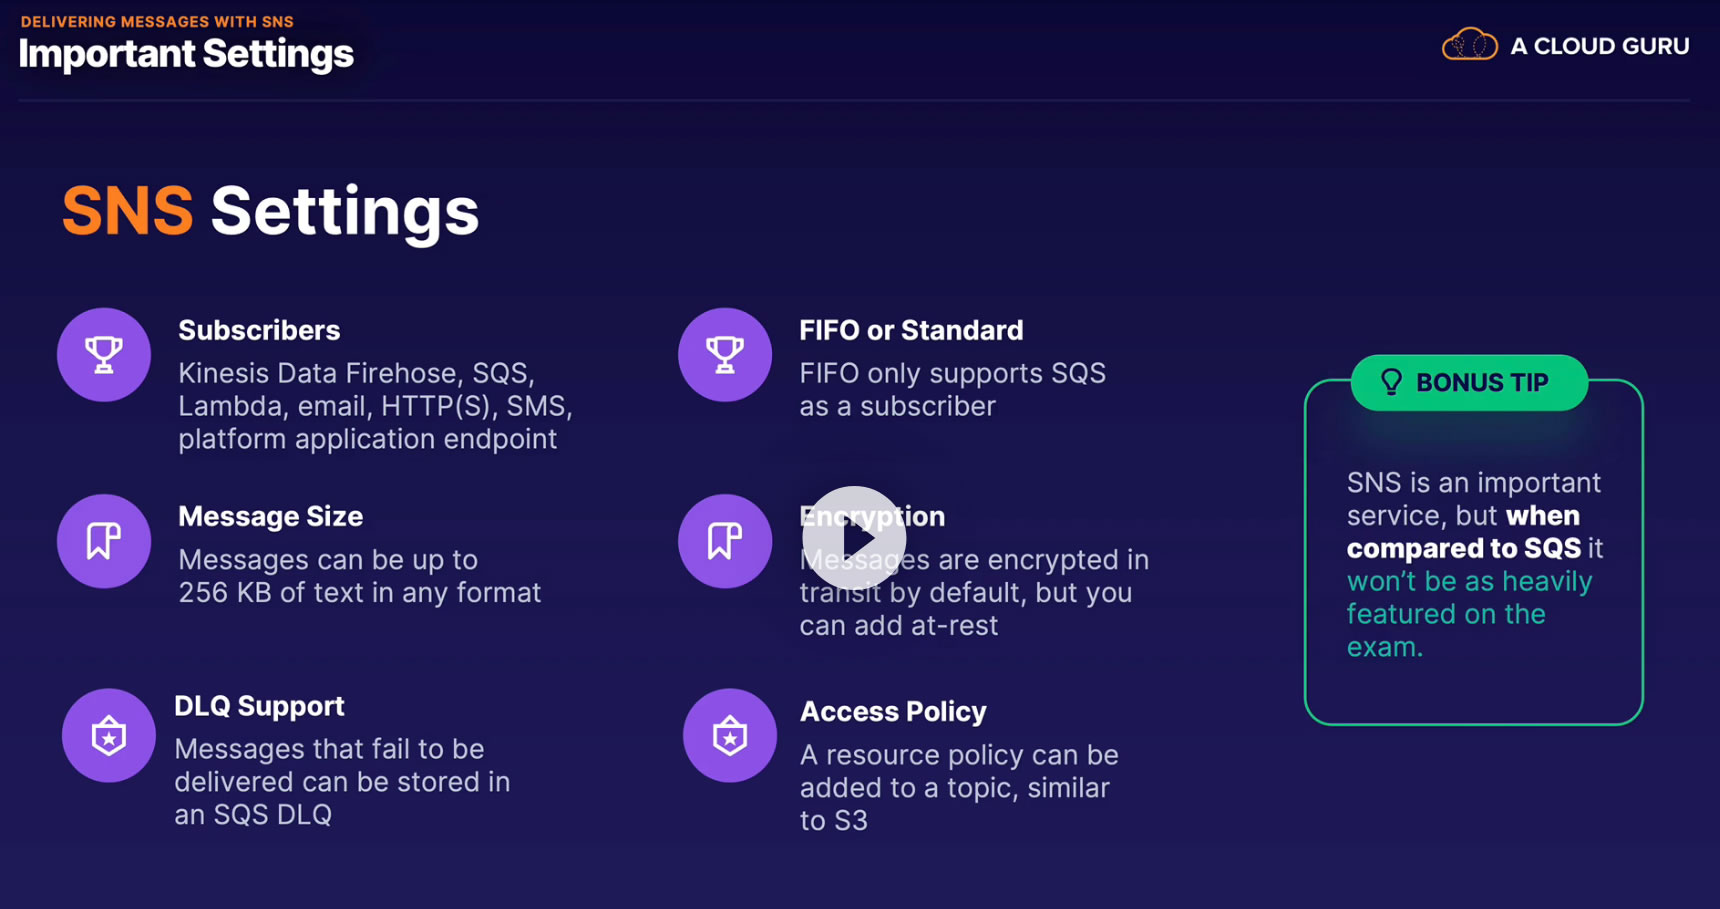 DELIVERING MESSAGES WITH SNS
Important Settings
A CLOUD GURU
SNS Settings
Subscribers
Kinesis Data Firehose, SQS,
Lambda, email, HTTP(S), SMS,
platform application endpoint
FIFO or Standard
FIFO only supports SQS
as a subscriber
Message Size
Messages can be up to
256 KB of text in any format
Encryption
Messages are encrypted in
transit by default, but you
can add at-rest
DLQ Support
Messages that fail to be
delivered can be stored in
an SQS DLQ
Access Policy
A resource policy can be
added to a topic, similar
to S3
BONUS TIP
SNS is an important
service, but when
compared to SQS it
won't be as heavily
featured on the
exam.